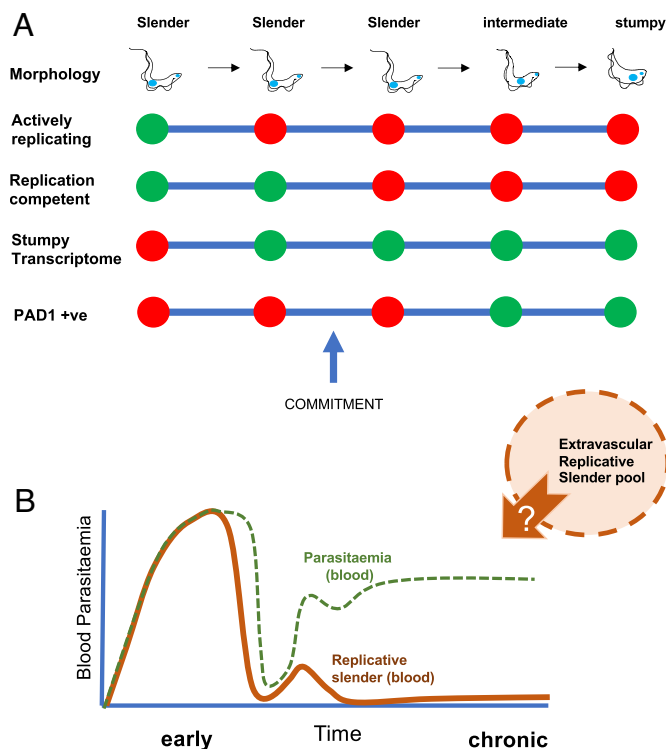 A
Slender
Slender
Slender
intermediate
stumpy
Morphology
Actively
replicating
Replication
competent
Stumpy
Transcriptome
PAD1 +ve
COMMITMENT
Extravascular
Replicative
Slender pool
?
B
Blood Parasitaemia
Parasitaemia
(blood)
Replicative
slender (blood)
early
Time
chronic